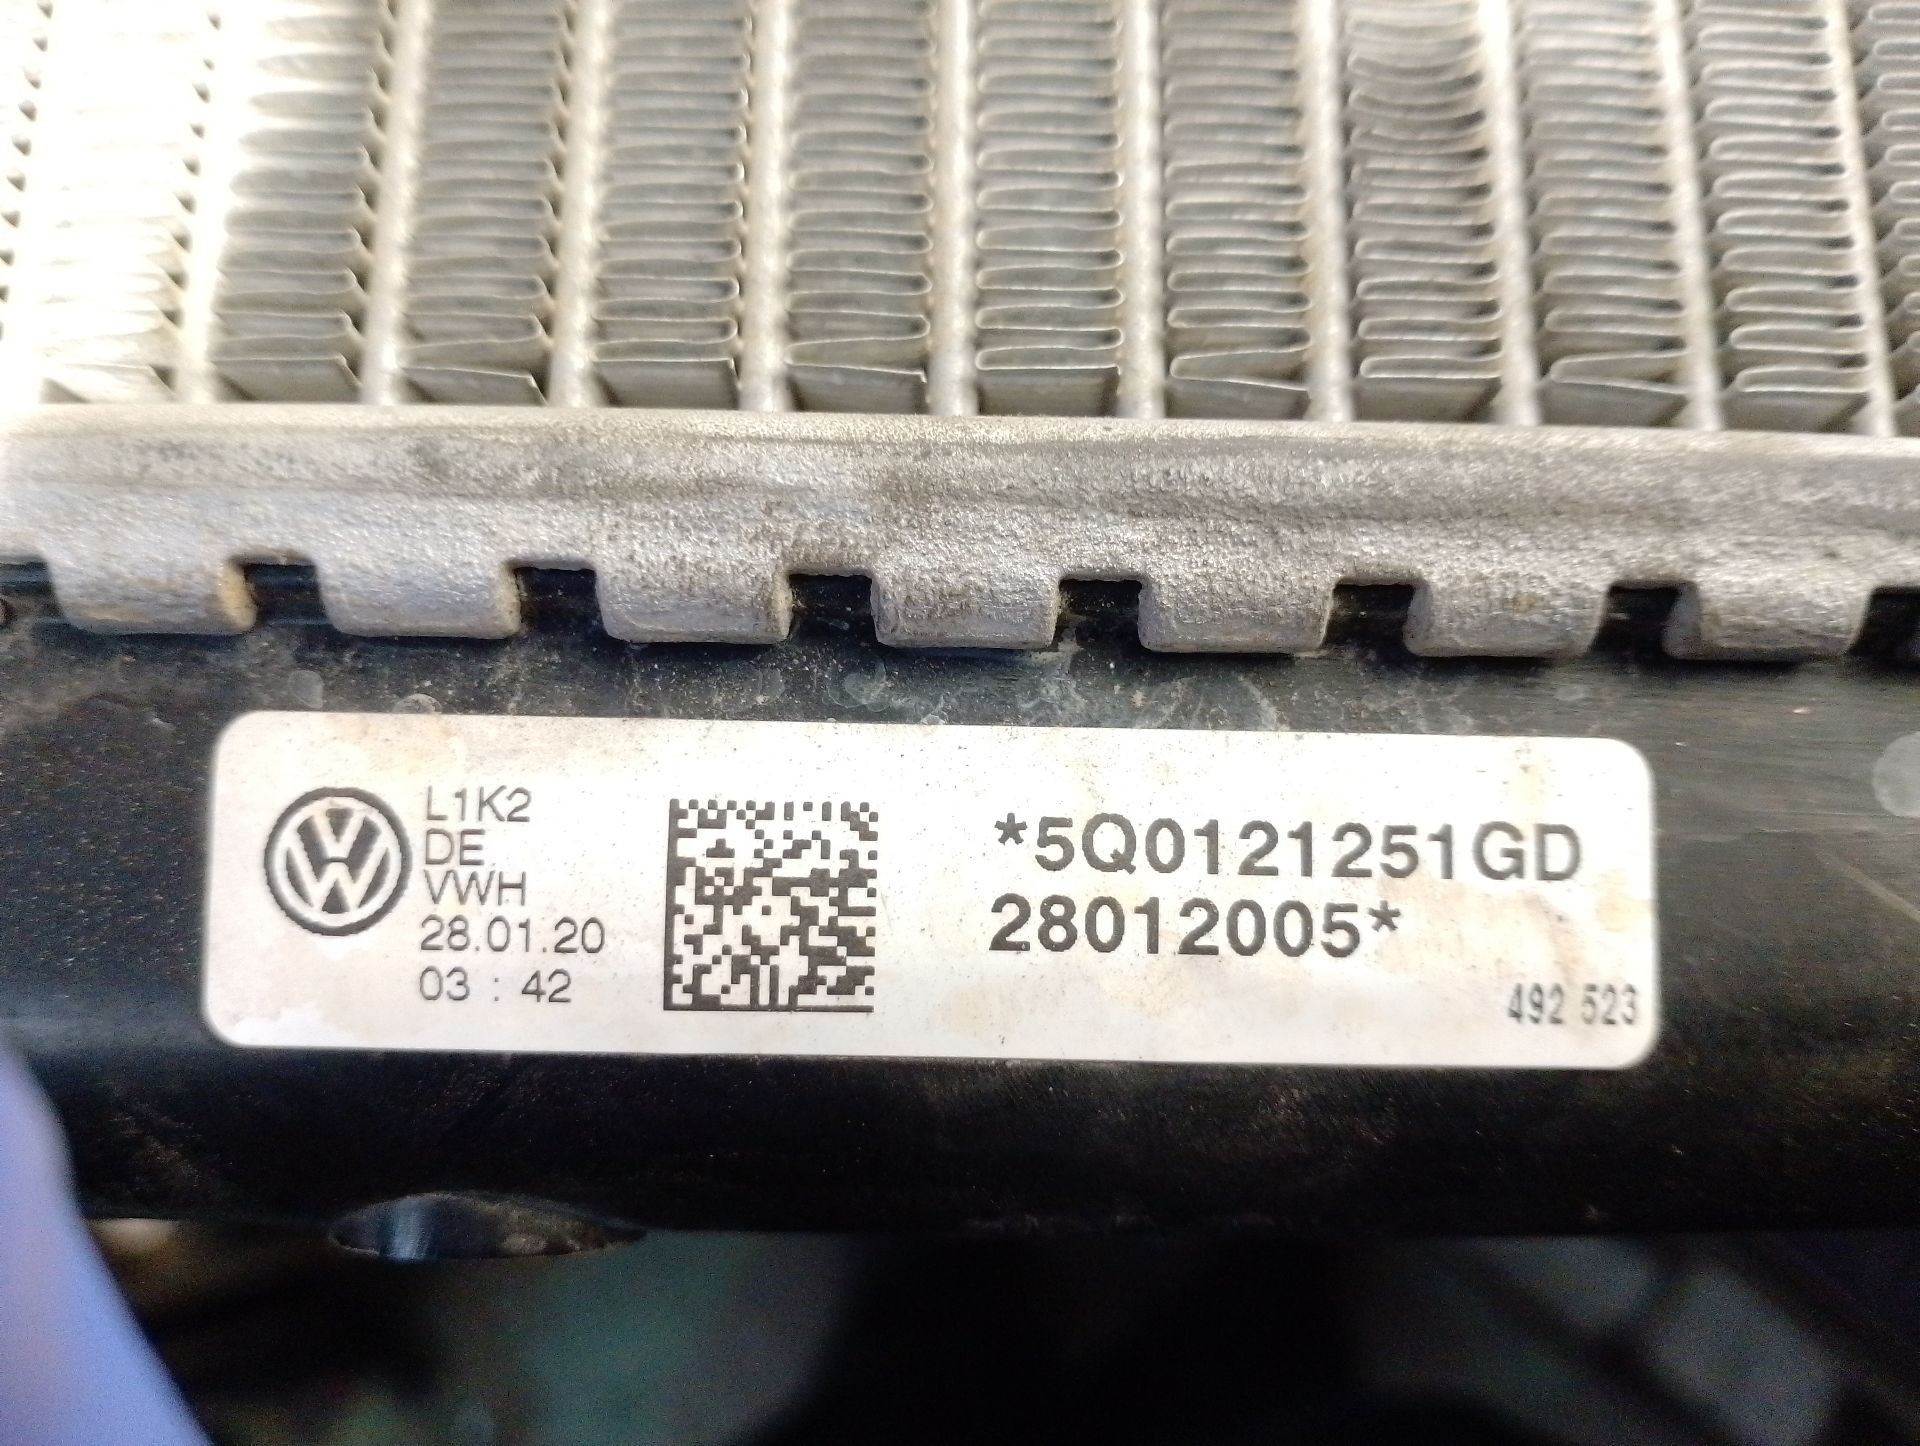 L1K2
DE
VWH
28.01.20
03 : 42
*5Q0121251GD
28012005*
492 523